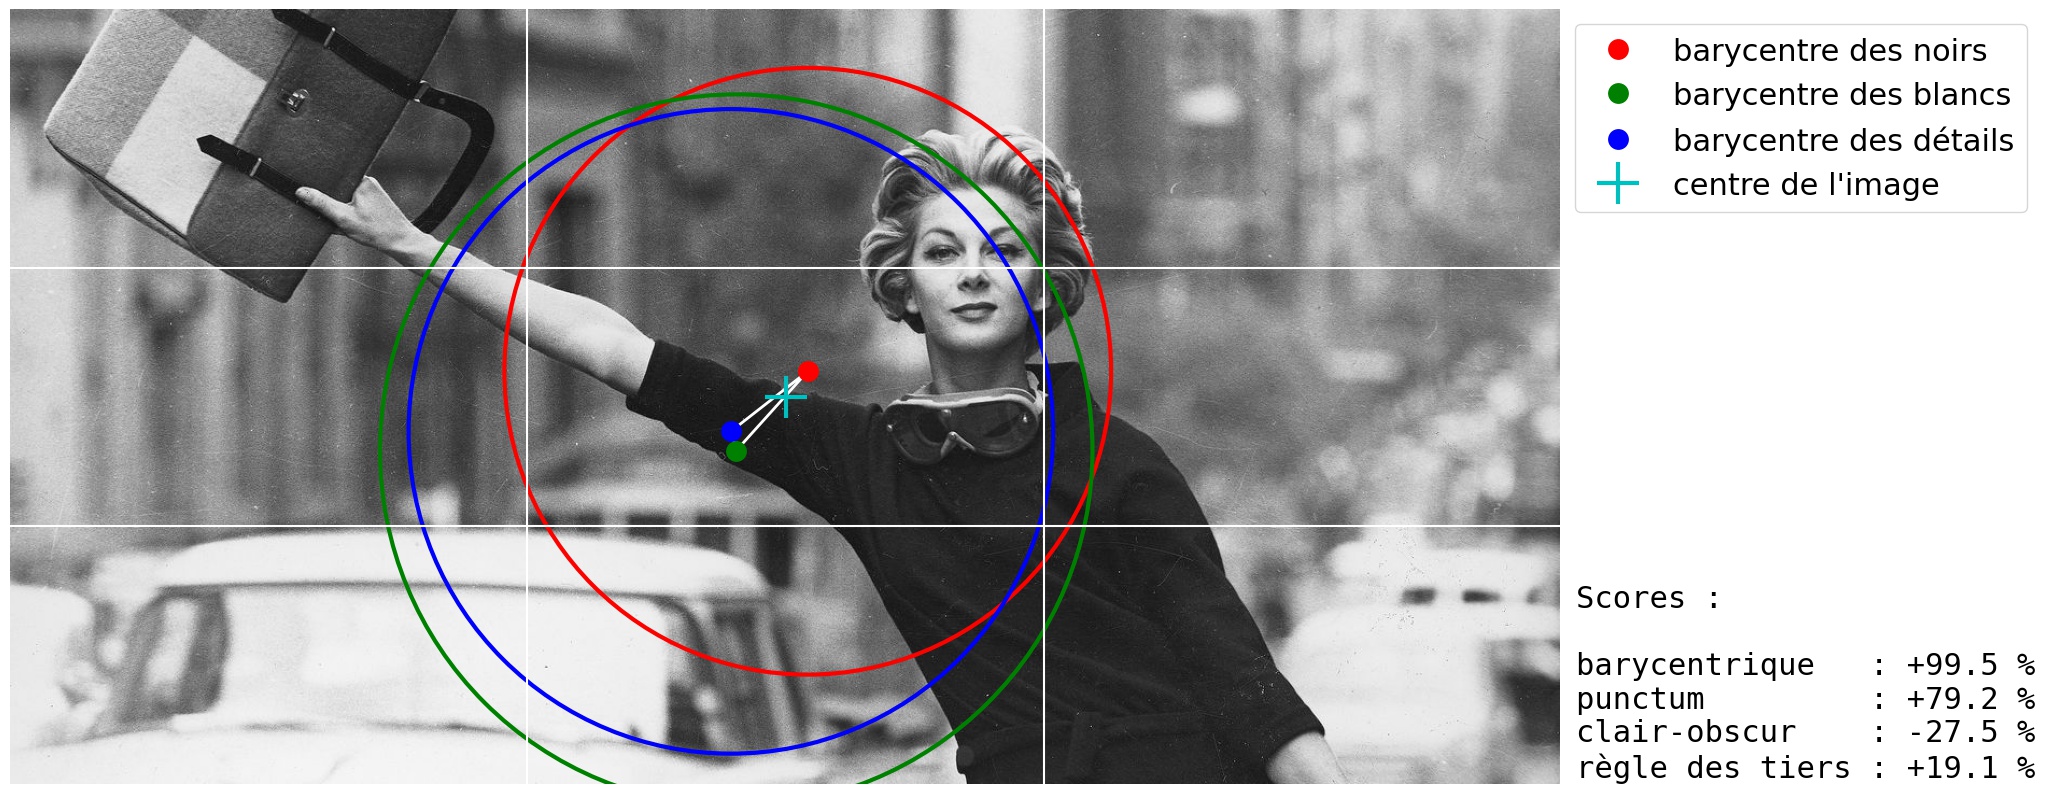 barycentre des noirs
barycentre des blancs
barycentre des détails
centre de l'image
Scores :
barycentrique : +99.5 %
punctum : +79.2 %
clair-obscur : -27.5 %
règle des tiers : +19.1 %